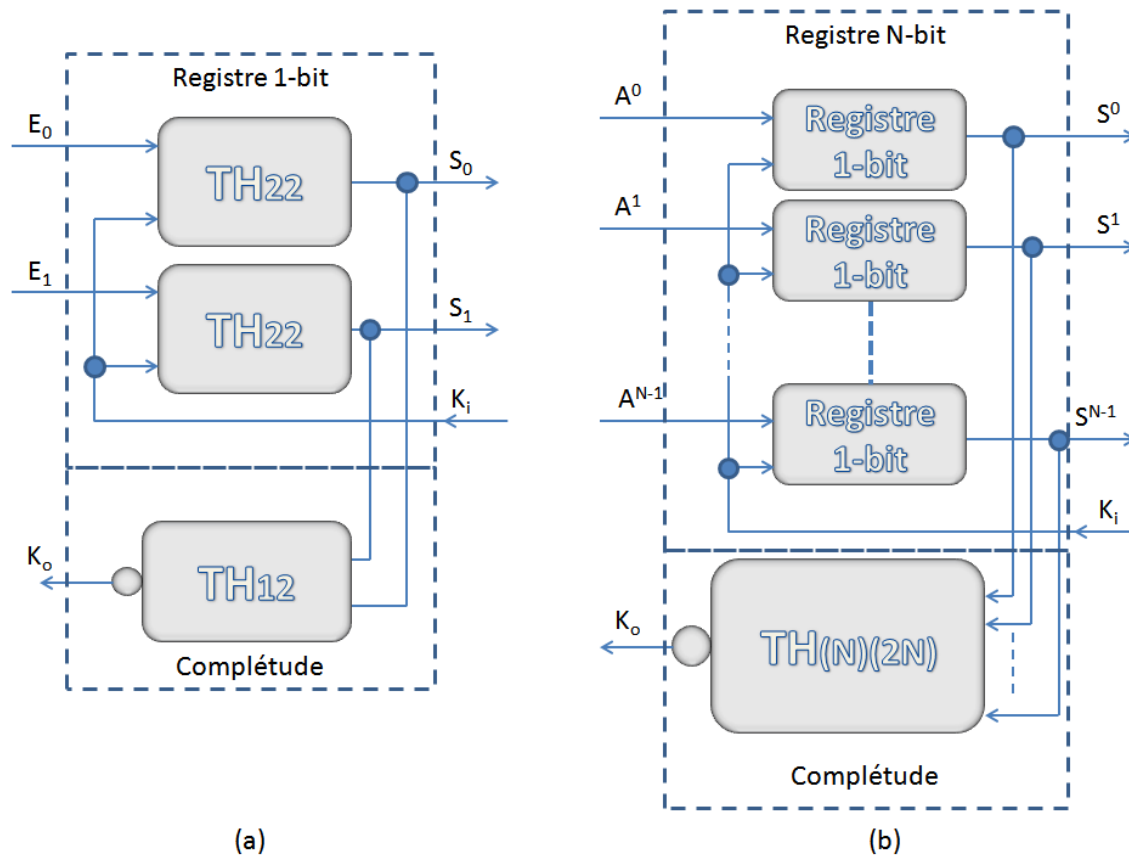 Registre 1-bit
E0
TH22
S0
E1
TH22
S1
Ki
Ko
TH12
Complétude
(a)
Registre N-bit
A0
Registre
1-bit
S0
A1
Registre
1-bit
S1
AN-1
Registre
1-bit
SN-1
Ki
Ko
TH(N)(2N)
Complétude
(b)